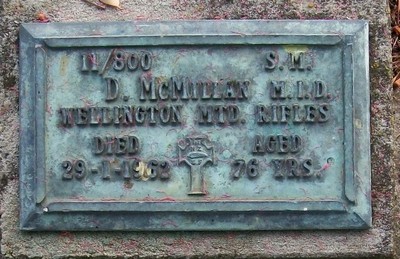 11/800 S.M.
D. McMILLAN M.I.D.
WELLINGTON MTD. RIFLES
DIED AGED
29-1-1962 76 YRS.